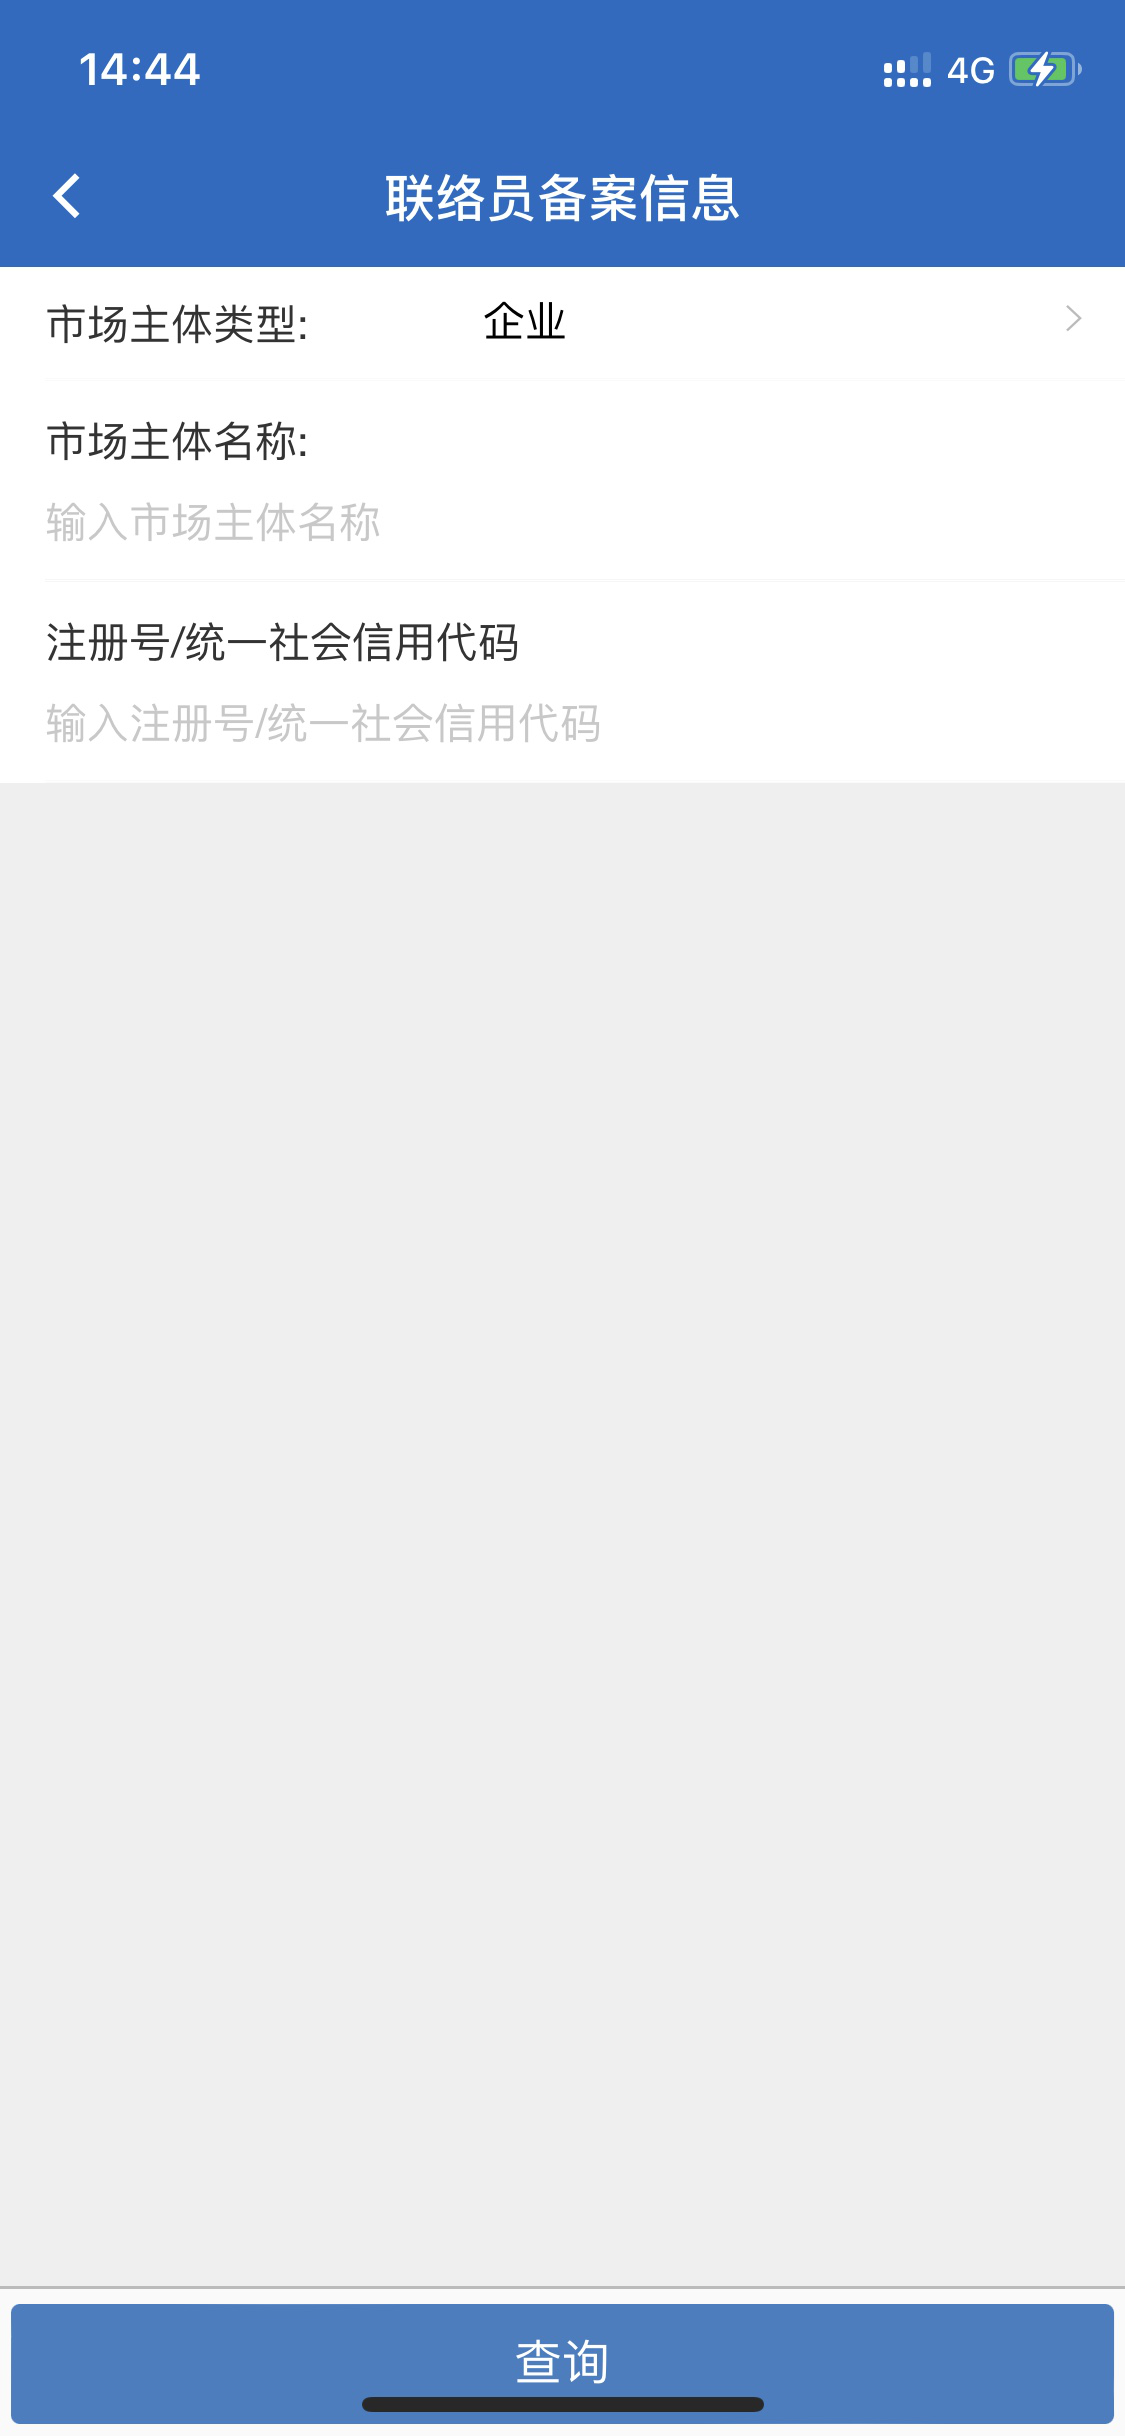 14:44
4G
联络员备案信息
市场主体类型:
企业
市场主体名称:
输入市场主体名称
注册号/统一社会信用代码
输入注册号/统一社会信用代码
查询